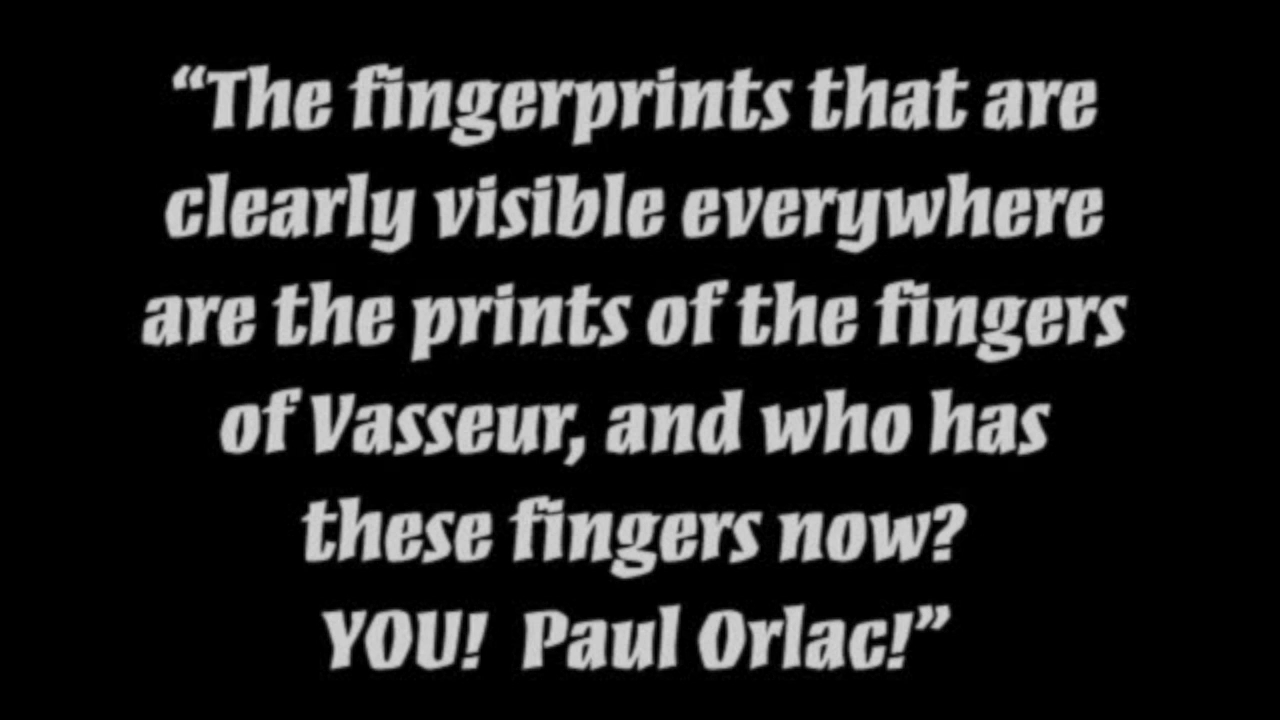 “The fingerprints that are
clearly visible everywhere
are the prints of the fingers
of Vasseur, and who has
these fingers now?
YOU!  Paul Orlac!”